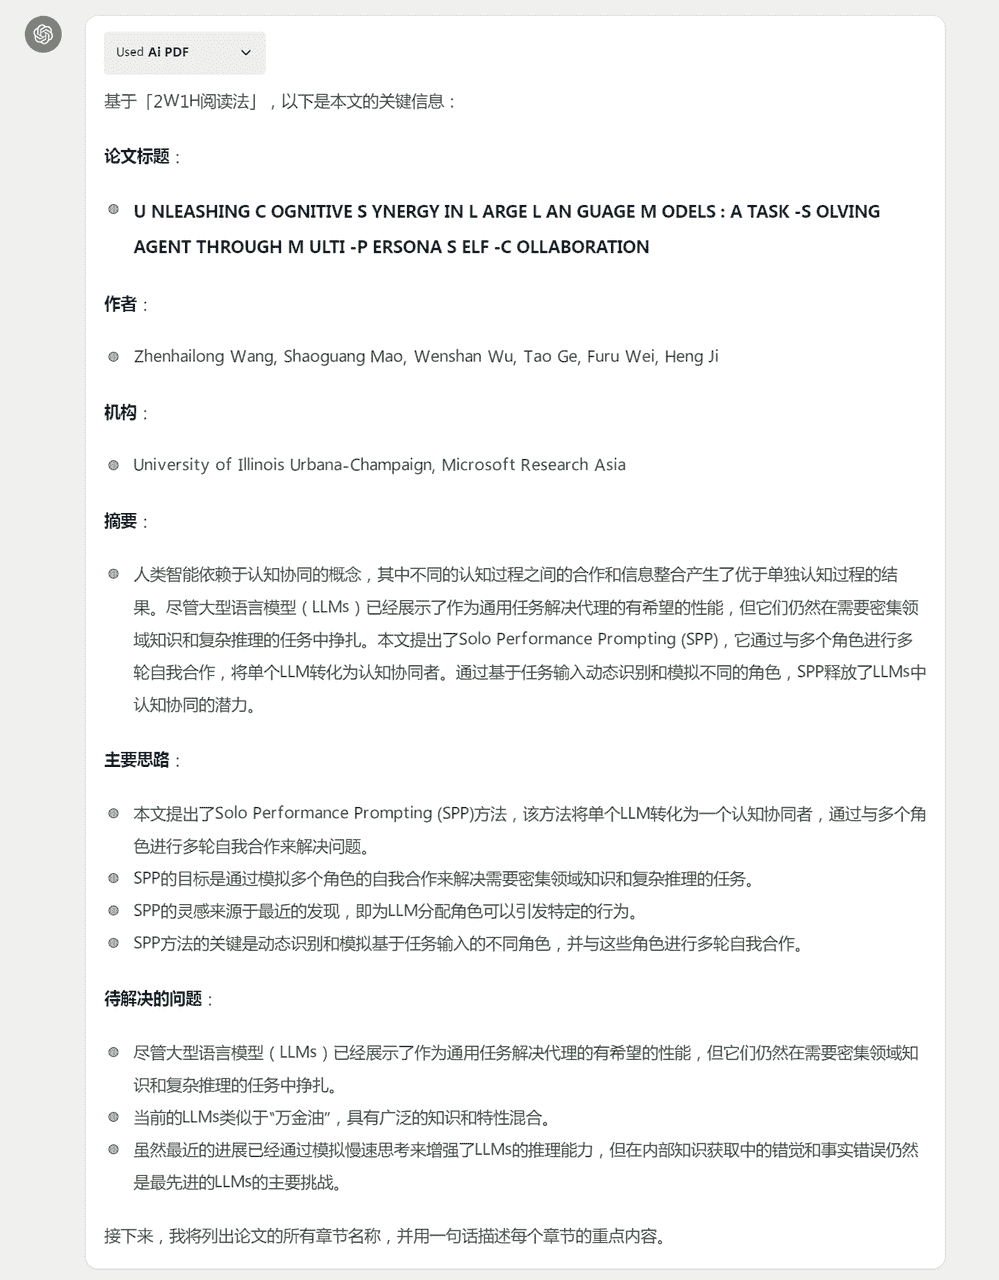 Used Ai PDF
基于「2W1H阅读法」，以下是本文的关键信息：
论文标题：
U NLEASHING C OGNITIVE S YNERGY IN L ARGE L AN GUAGE M ODELS : A TASK -S OLVING
AGENT THROUGH M ULTI -P ERSONA S ELF -C OLLABORATION
作者：
Zhenhailong Wang, Shaoguang Mao, Wenshan Wu, Tao Ge, Furu Wei, Heng Ji
机构：
University of Illinois Urbana-Champaign, Microsoft Research Asia
摘要：
人类智能依赖于认知协同的概念，其中不同的认知过程之间的合作和信息整合产生了优于单独认知过程的结
果。尽管大型语言模型（LLMs）已经展示了作为通用任务解决代理的有希望的性能，但它们仍然在需要密集领
域知识和复杂推理的任务中挣扎。本文提出了Solo Performance Prompting (SPP)，它通过与多个角色进行多
轮自我合作，将单个LLM转化为认知协同者。通过基于任务输入动态识别和模拟不同的角色，SPP释放了LLMs中
认知协同的潜力。
主要思路：
本文提出了Solo Performance Prompting (SPP)方法，该方法将单个LLM转化为一个认知协同者，通过与多个角
色进行多轮自我合作来解决问题。
SPP的目标是通过模拟多个角色的自我合作来解决需要密集领域知识和复杂推理的任务。
SPP的灵感来源于最近的发现，即为LLM分配角色可以引发特定的行为。
SPP方法的关键是动态识别和模拟基于任务输入的不同角色，并与这些角色进行多轮自我合作。
待解决的问题：
尽管大型语言模型（LLMs）已经展示了作为通用任务解决代理的有希望的性能，但它们仍然在需要密集领域知
识和复杂推理的任务中挣扎。
当前的LLMs类似于“万金油”，具有广泛的知识和特性混合。
虽然最近的进展已经通过模拟慢速思考来增强了LLMs的推理能力，但在内部知识获取中的错觉和事实错误仍然
是最先进的LLMs的主要挑战。
接下来，我将列出论文的所有章节名称，并用一句话描述每个章节的重点内容。